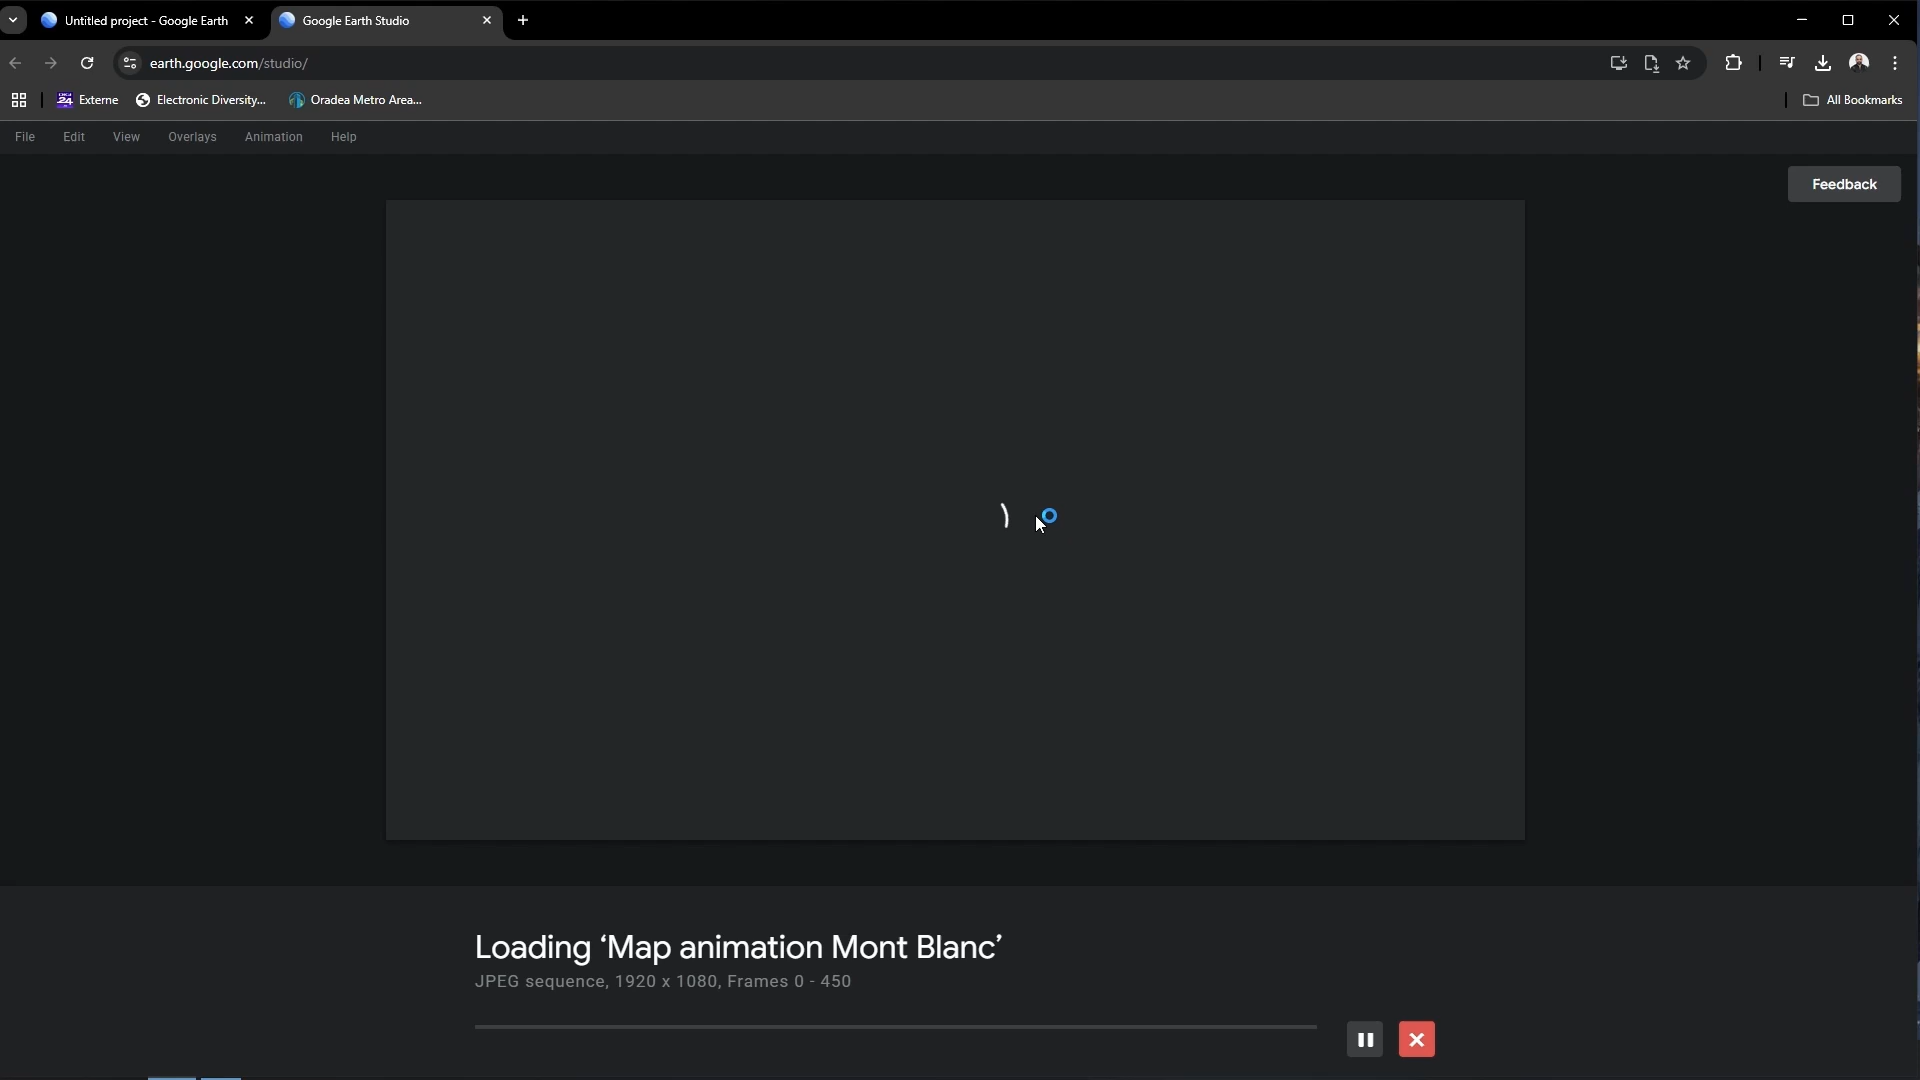 Untitled project - Google Earth
Google Earth Studio
earth.google.com/studio/
Externe
Electronic Diversity...
Oradea Metro Area...
All Bookmarks
File Edit View Overlays Animation Help
Feedback
Loading ‘Map animation Mont Blanc’
JPEG sequence, 1920 x 1080, Frames 0 - 450